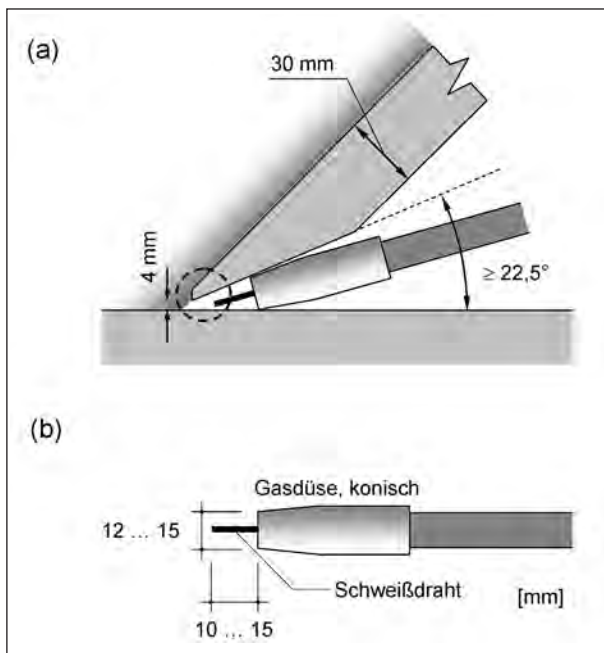 (a)
30 mm
4 mm
≥ 22,5°
(b)
Gasdüse, konisch
12 ... 15
Schweißdraht
[mm]
10 ... 15